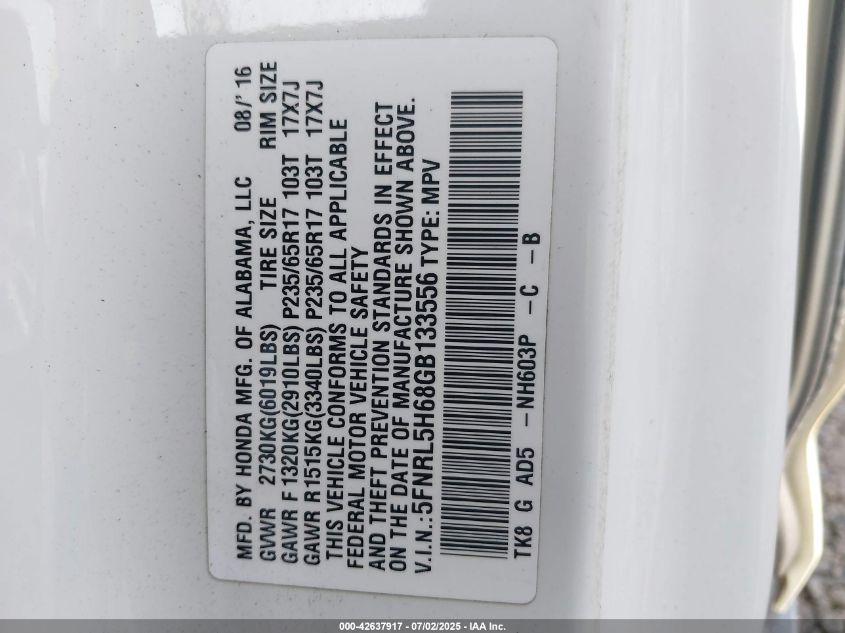 MFD. BY HONDA MFG. OF ALABAMA, LLC 08/' 16
GVWR 2730KG(6019LBS) TIRE SIZE RIM SIZE
GAWR F 1320KG(2910LBS) P235/65R17 103T 17X7J
GAWR R1515KG(3340LBS) P235/65R17 103T 17X7J
THIS VEHICLE CONFORMS TO ALL APPLICABLE
FEDERAL MOTOR VEHICLE SAFETY
AND THEFT PREVENTION STANDARDS IN EFFECT
ON THE DATE OF MANUFACTURE SHOWN ABOVE.
V.I.N.:5FNRL5H68GB133556 TYPE: MPV
TK8 G AD5 -NH603P -C -B
000-42637917 - 07/02/2025 - IAA Inc.